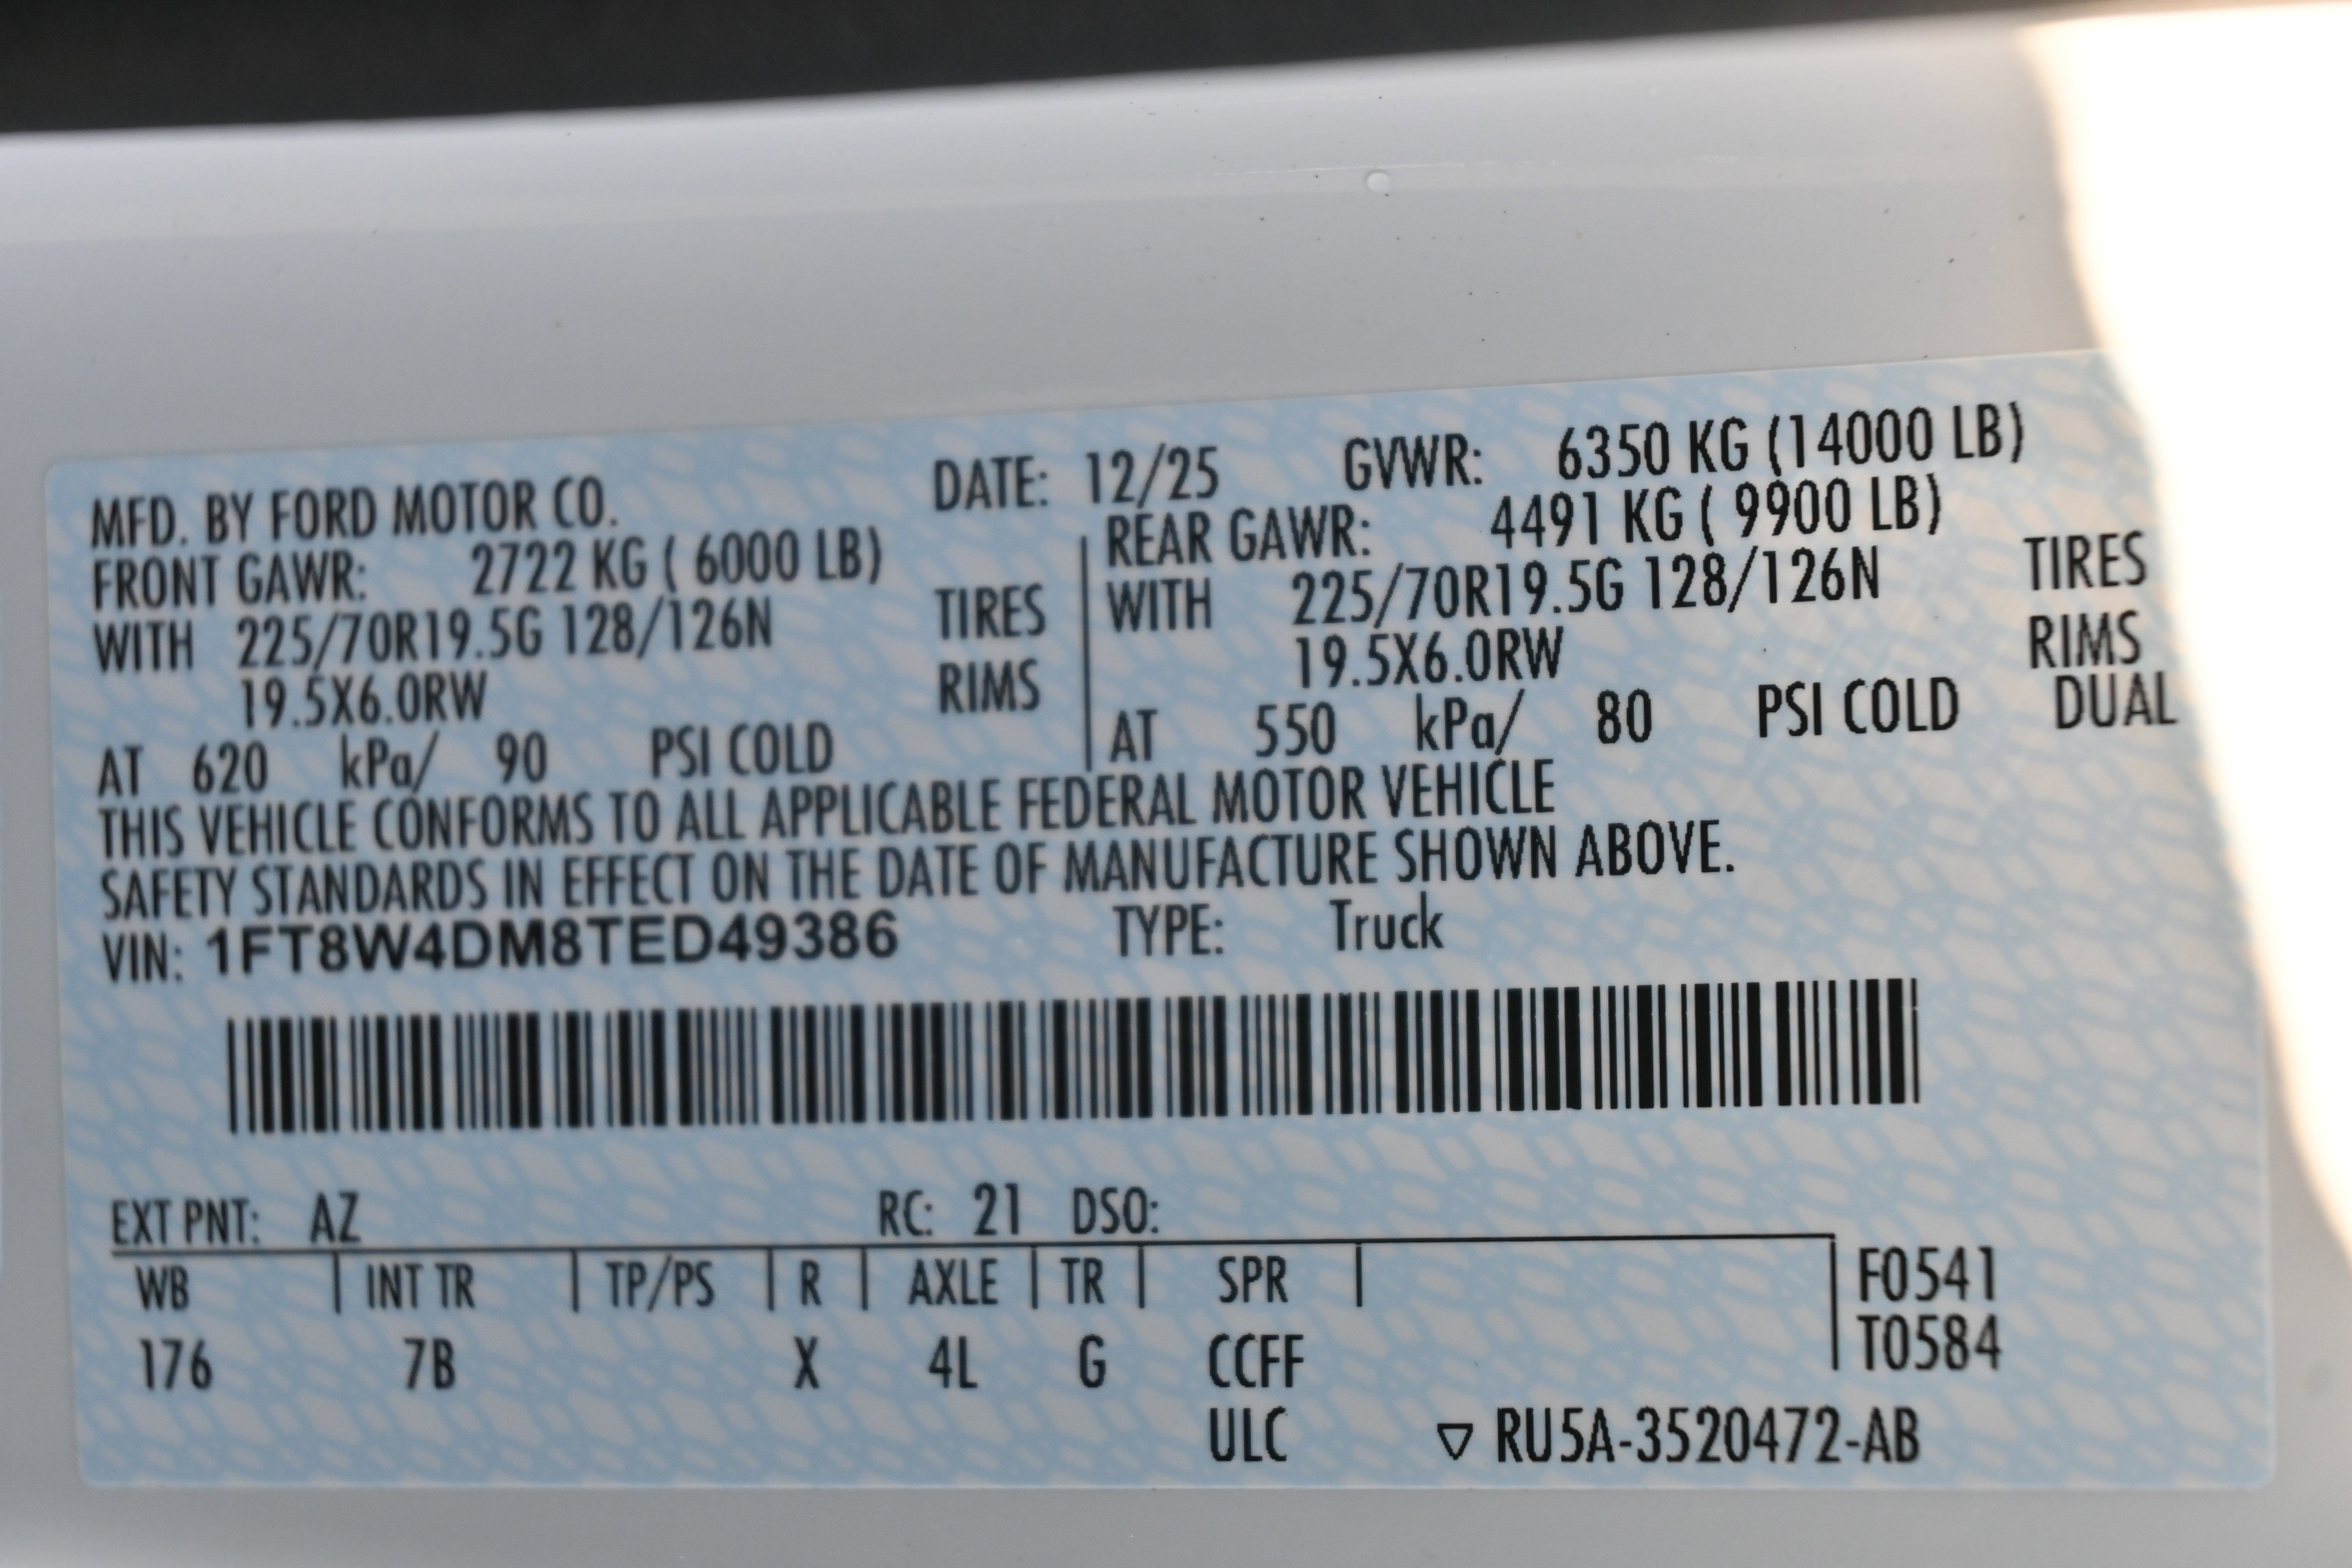 MFD. BY FORD MOTOR CO. DATE: 12/25 GVWR: 6350 KG (14000 LB)
FRONT GAWR: 2722 KG ( 6000 LB) REAR GAWR: 4491 KG ( 9900 LB)
WITH 225/70R19.5G 128/126N TIRES WITH 225/70R19.5G 128/126N TIRES
19.5X6.0RW RIMS 19.5X6.0RW RIMS
AT 620 kPa/ 90 PSI COLD AT 550 kPa/ 80 PSI COLD DUAL
THIS VEHICLE CONFORMS TO ALL APPLICABLE FEDERAL MOTOR VEHICLE
SAFETY STANDARDS IN EFFECT ON THE DATE OF MANUFACTURE SHOWN ABOVE.
VIN: 1FT8W4DM8TED49386 TYPE: Truck
EXT PNT: AZ RC: 21 DSO:
WB INT TR TP/PS R AXLE TR SPR F0541
176 7B X 4L G CCFF T0584
ULC ▽ RU5A-3520472-AB